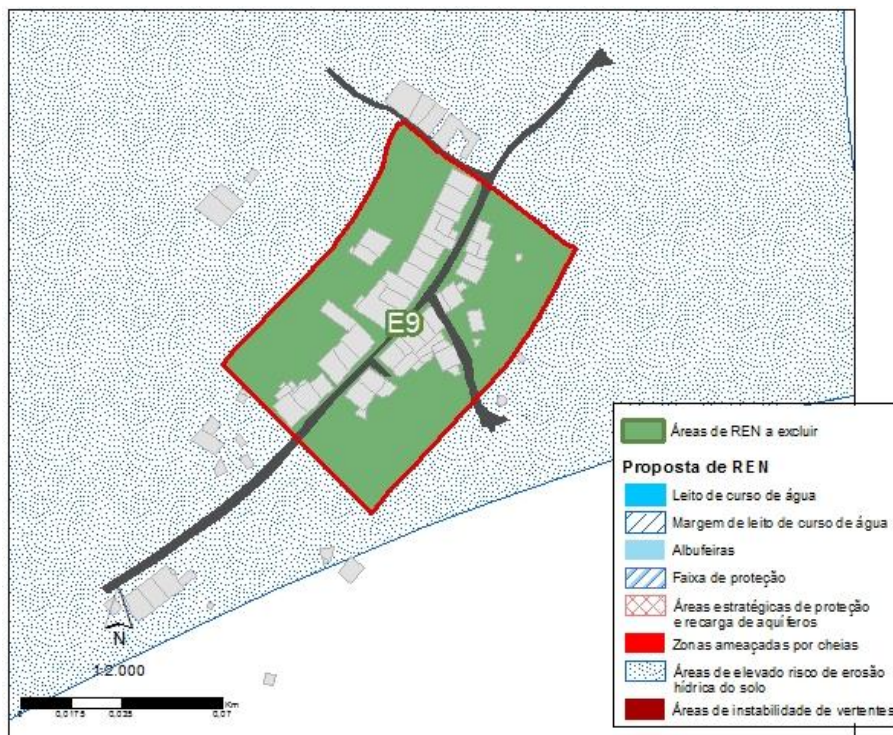 E9
Áreas de REN a excluir
Proposta de REN
Leito de curso de água
Margem de leito de curso de água
Albufeiras
Faixa de proteção
Áreas estratégicas de proteção
e recarga de aquíferos
Zonas ameaçadas por cheias
Áreas de elevado risco de erosão
hídrica do solo
Áreas de instabilidade de vertentes
N
1:2.000
Km
0 0,0175 0,035 0,07